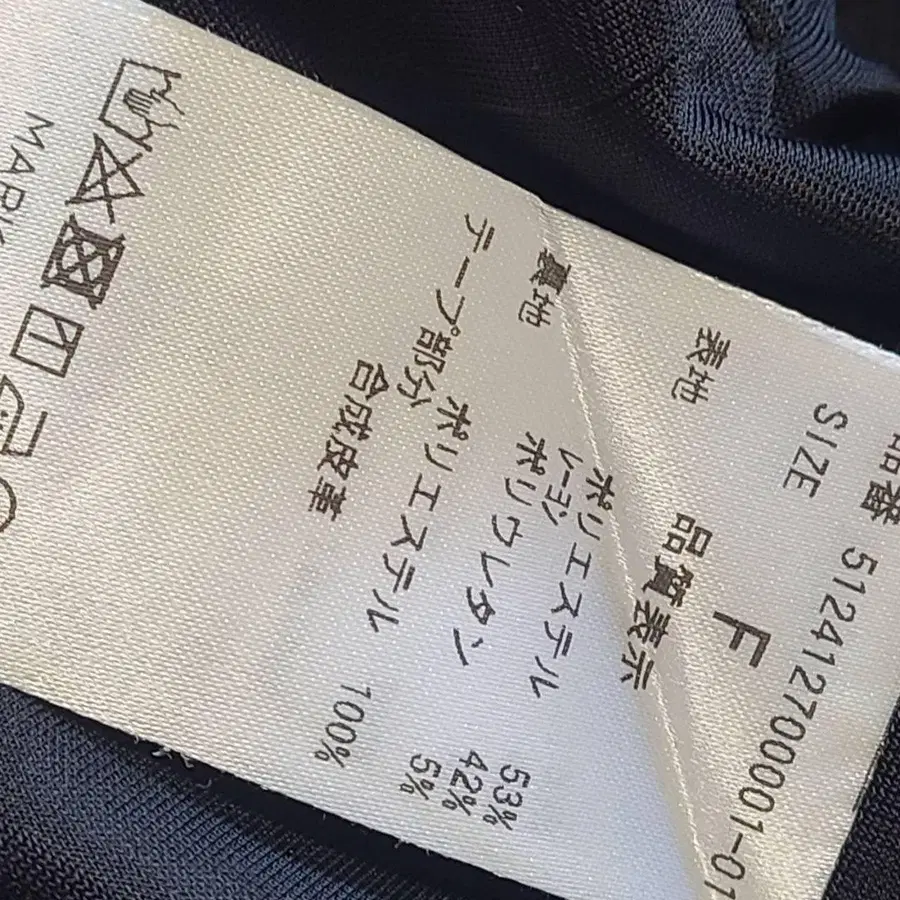 品番 512412700001-01
SIZE F
品質表示
表地 ポリエステル 53%
レーヨン 42%
ポリウレタン 5%
裏地 ポリエステル 100%
テープ部分
合成皮革